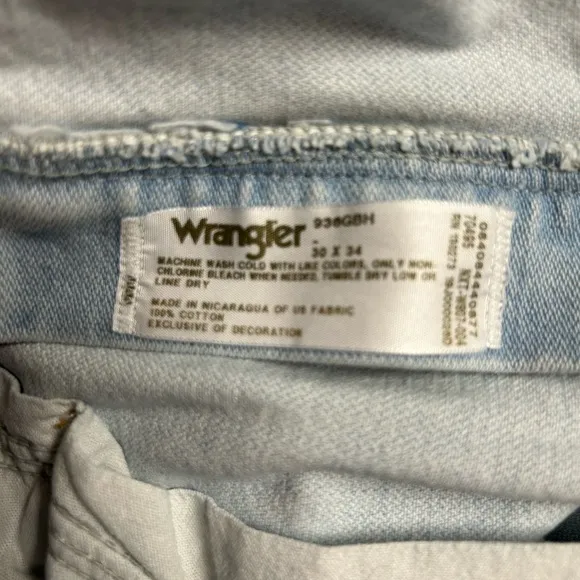 Wrangler 936GBH
30 X 34
MACHINE WASH COLD WITH LIKE COLORS, ONLY NON-
CHLORINE BLEACH WHEN NEEDED, TUMBLE DRY LOW OR
LINE DRY
MADE IN NICARAGUA OF US FABRIC
100% COTTON
EXCLUSIVE OF DECORATION